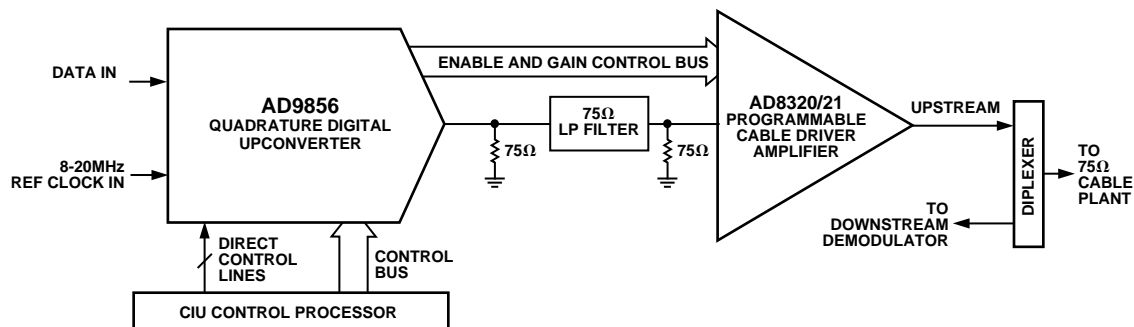 DATA IN
8-20MHz
REF CLOCK IN
AD9856
QUADRATURE DIGITAL
UPCONVERTER
ENABLE AND GAIN CONTROL BUS
75Ω
75Ω
LP FILTER
75Ω
AD8320/21
PROGRAMMABLE
CABLE DRIVER
AMPLIFIER
UPSTREAM
DIPLEXER
TO
75Ω
CABLE
PLANT
TO
DOWNSTREAM
DEMODULATOR
DIRECT
CONTROL
LINES
CONTROL
BUS
CIU CONTROL PROCESSOR